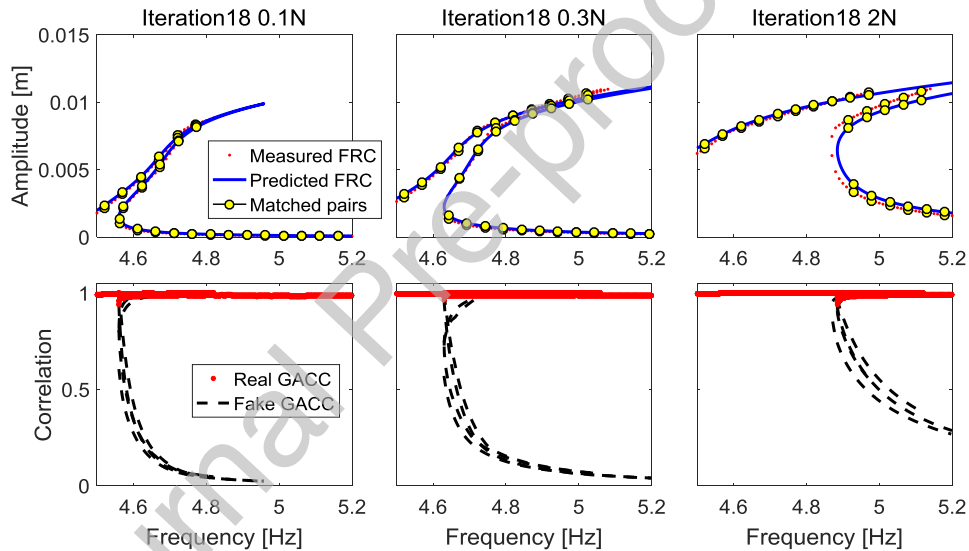 Iteration18 0.1N
Iteration18 0.3N
Iteration18 2N
Amplitude [m]
0.015
0.01
0.005
0
Measured FRC
Predicted FRC
Matched pairs
4.6 4.8 5 5.2
4.6 4.8 5 5.2
4.6 4.8 5 5.2
Correlation
1
0.5
0
Real GACC
Fake GACC
4.6 4.8 5 5.2
4.6 4.8 5 5.2
4.6 4.8 5 5.2
Frequency [Hz]
Frequency [Hz]
Frequency [Hz]
rnal Pre-proo